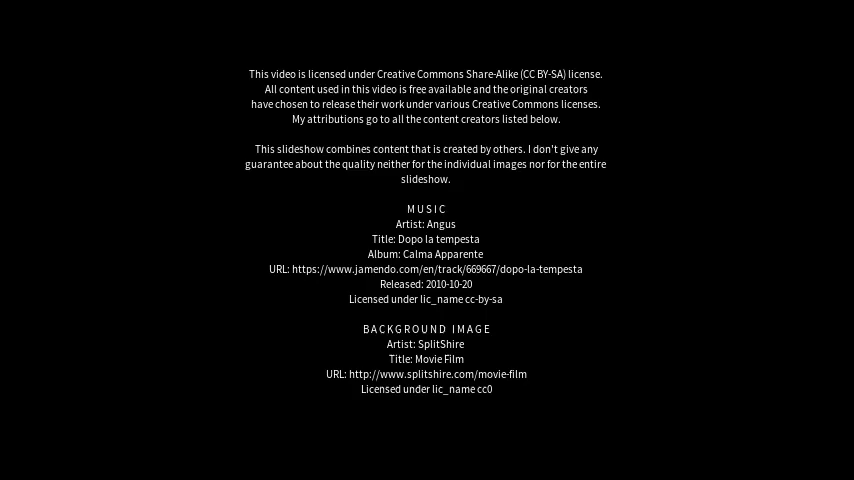 This video is licensed under Creative Commons Share-Alike (CC BY-SA) license.
All content used in this video is free available and the original creators
have chosen to release their work under various Creative Commons licenses.
My attributions go to all the content creators listed below.
This slideshow combines content that is created by others. I don't give any
guarantee about the quality neither for the individual images nor for the entire
slideshow.
MUSIC
Artist: Angus
Title: Dopo la tempesta
Album: Calma Apparente
URL: https://www.jamendo.com/en/track/669667/dopo-la-tempesta
Released: 2010-10-20
Licensed under lic_name cc-by-sa
BACKGROUND IMAGE
Artist: SplitShire
Title: Movie Film
URL: http://www.splitshire.com/movie-film
Licensed under lic_name cc0